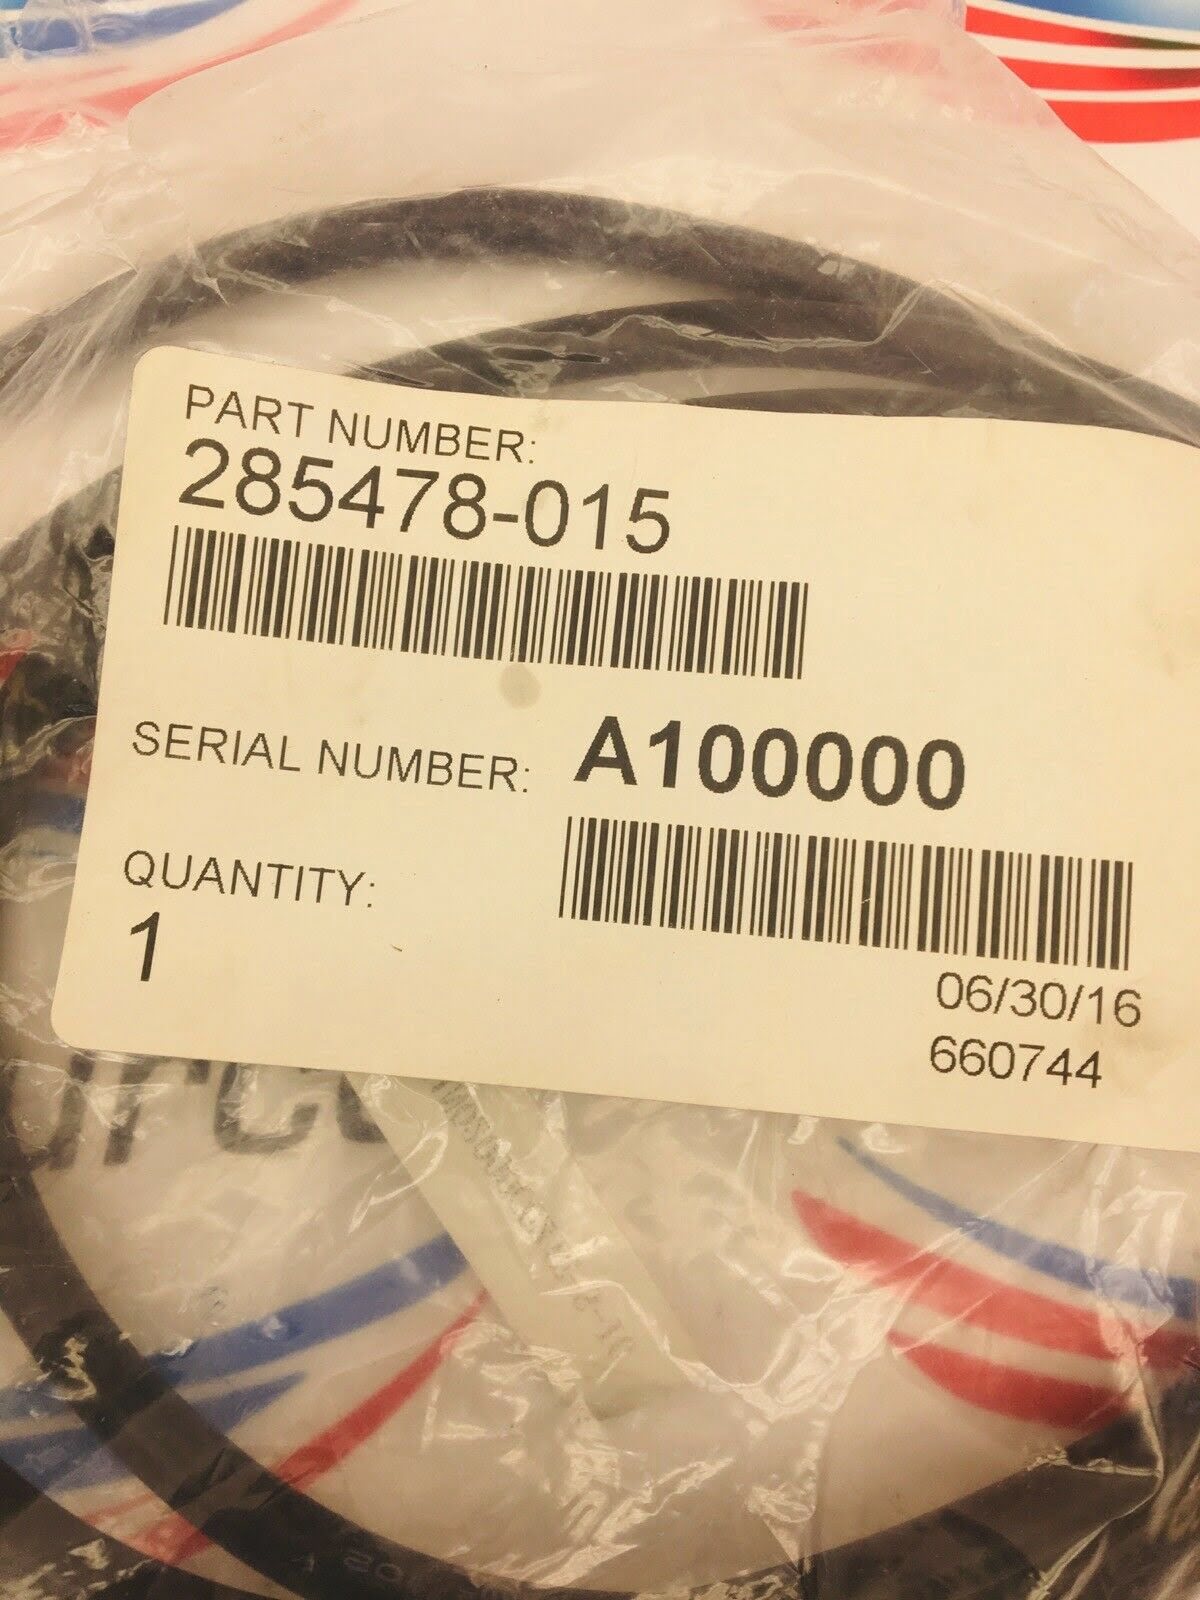 PART NUMBER:
285478-015
SERIAL NUMBER: A100000
QUANTITY:
1
06/30/16
660744